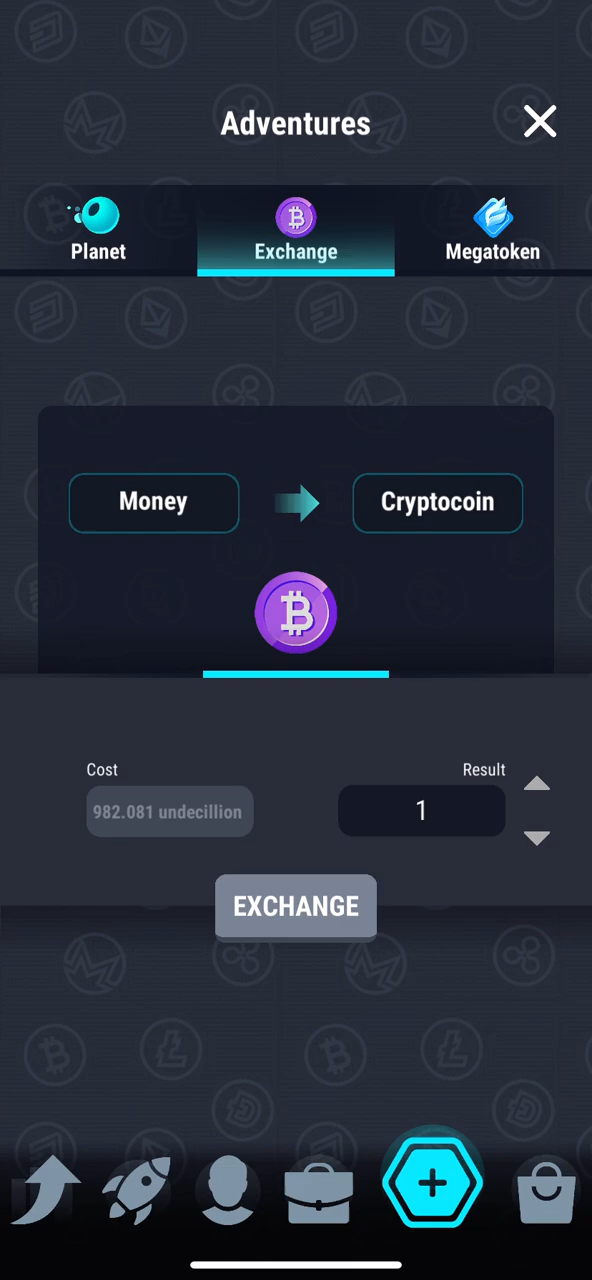 Adventures
Planet
Exchange
Megatoken
Money
Cryptocoin
Cost
Result
982.081 undecillion
1
EXCHANGE